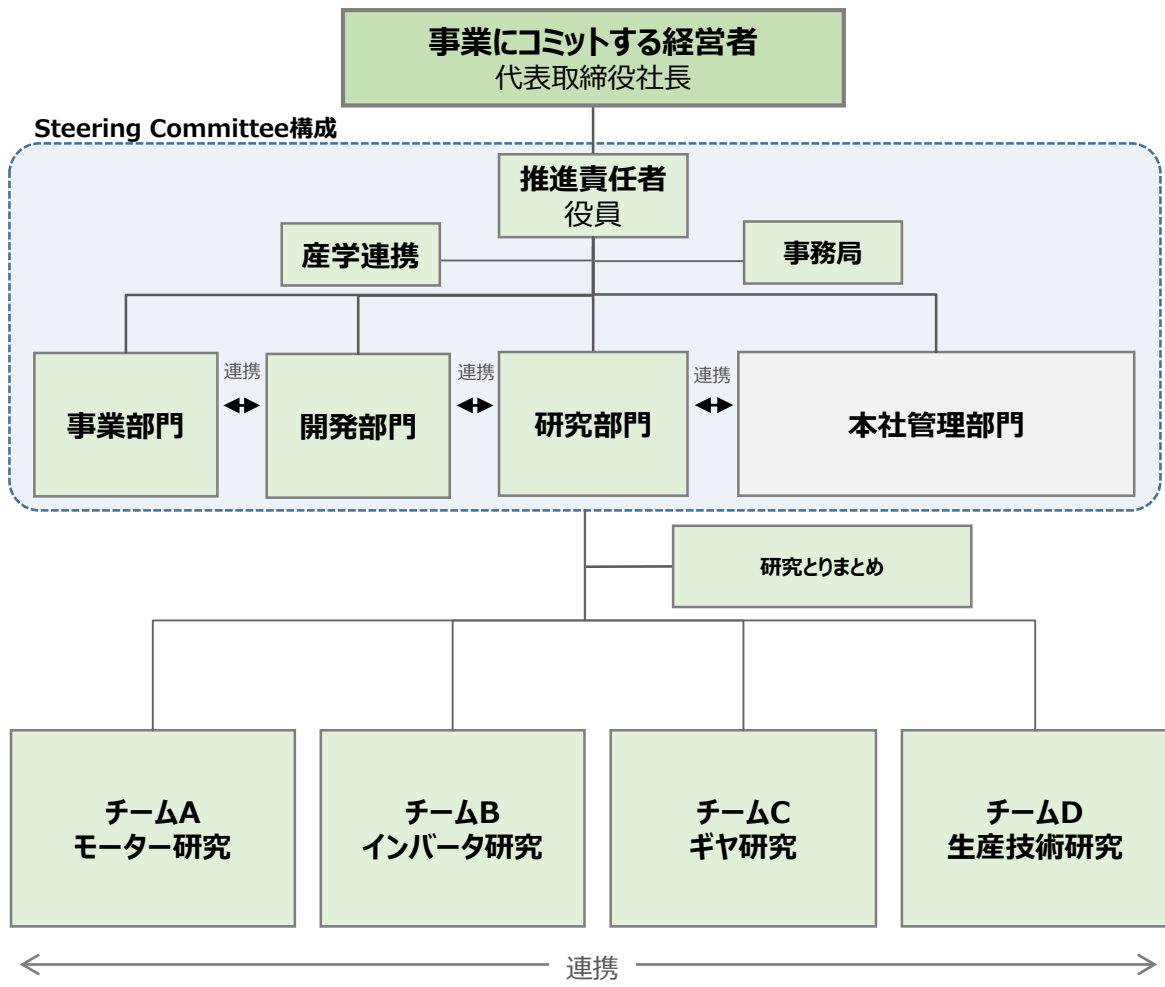 事業にコミットする経営者
代表取締役社長
Steering Committee構成
推進責任者
役員
産学連携
事務局
事業部門
連携
開発部門
連携
研究部門
連携
本社管理部門
研究とりまとめ
チームA
モーター研究
チームB
インバータ研究
チームC
ギヤ研究
チームD
生産技術研究
連携